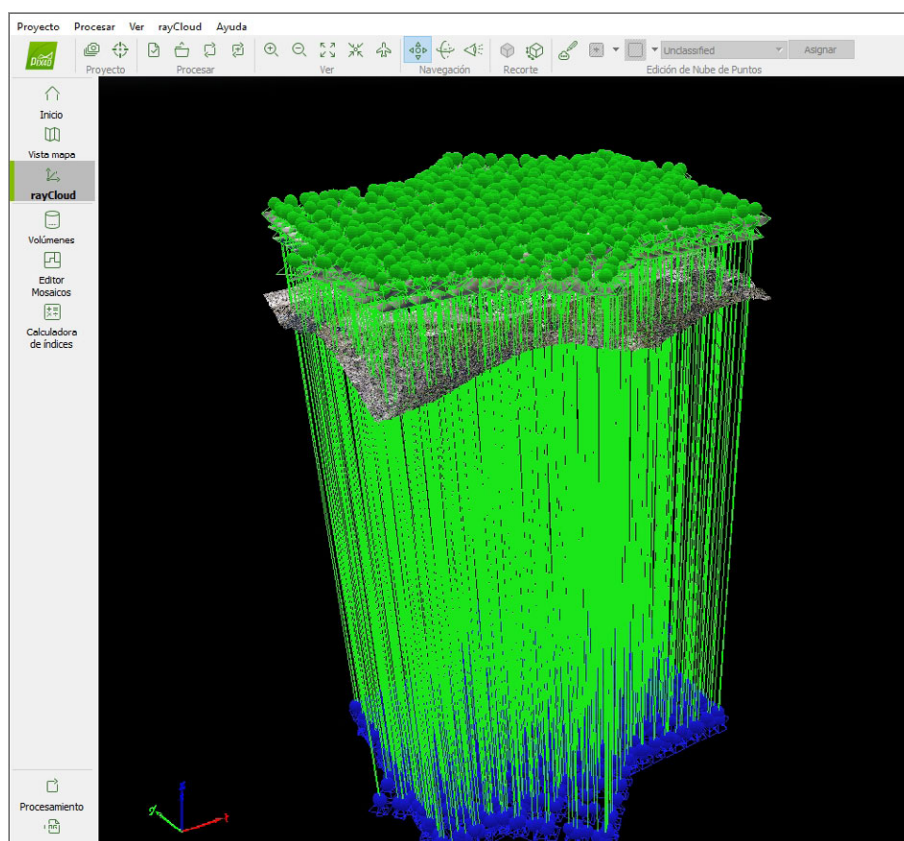 Proyecto Procesar Ver rayCloud Ayuda
PIX4D
Unclassified Asignar
Proyecto Procesar Ver Navegación Recorte Edición de Nube de Puntos
Inicio
Vista mapa
rayCloud
Volúmenes
Editor
Mosaicos
Calculadora
de índices
Procesamiento